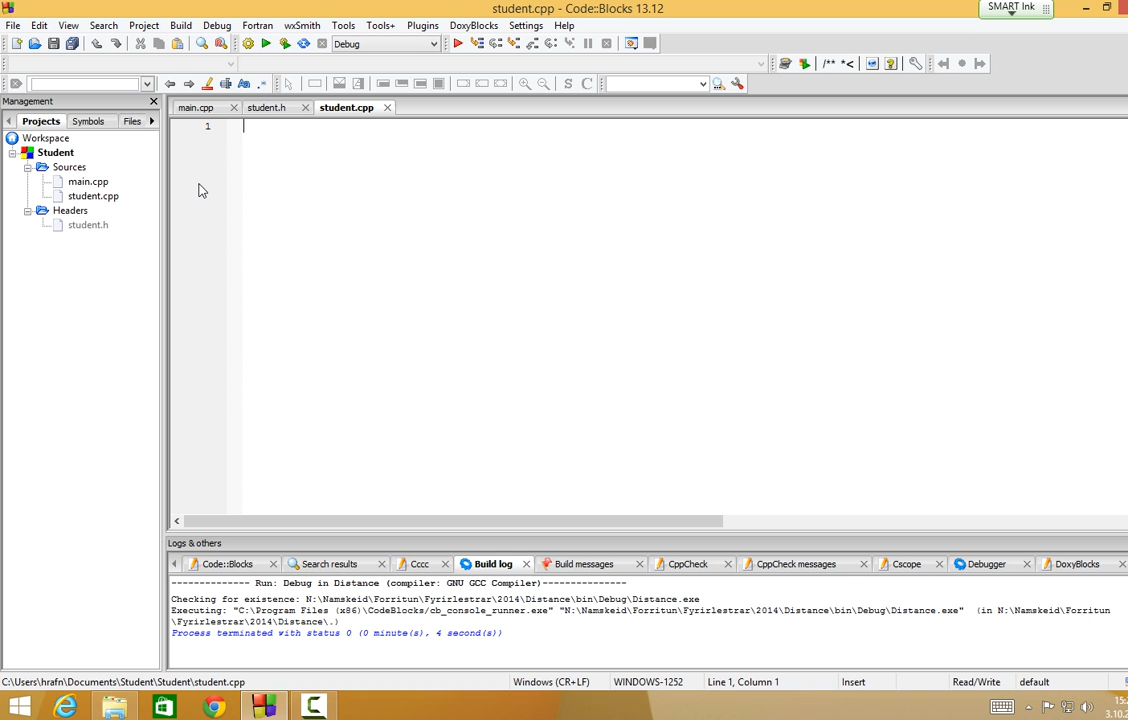 student.cpp - Code::Blocks 13.12
SMART Ink
File Edit View Search Project Build Debug Fortran wxSmith Tools Tools+ Plugins DoxyBlocks Settings Help
Debug
/** *<
S C
Management
main.cpp student.h student.cpp
Projects Symbols Files
1
Workspace
Student
Sources
main.cpp
student.cpp
Headers
student.h
Logs & others
Code::Blocks Search results Cccc Build log Build messages CppCheck CppCheck messages Cscope Debugger DoxyBlocks
-------------- Run: Debug in Distance (compiler: GNU GCC Compiler)---------------
Checking for existence: N:\Namskeid\Forritun\Fyrirlestrar\2014\Distance\bin\Debug\Distance.exe
Executing: "C:\Program Files (x86)\CodeBlocks/cb_console_runner.exe" "N:\Namskeid\Forritun\Fyrirlestrar\2014\Distance\bin\Debug\Distance.exe"  (in N:\Namskeid\Forritun
\Fyrirlestrar\2014\Distance\.)
Process terminated with status 0 (0 minute(s), 4 second(s))
C:\Users\hrafn\Documents\Student\Student\student.cpp Windows (CR+LF) WINDOWS-1252 Line 1, Column 1 Insert Read/Write default